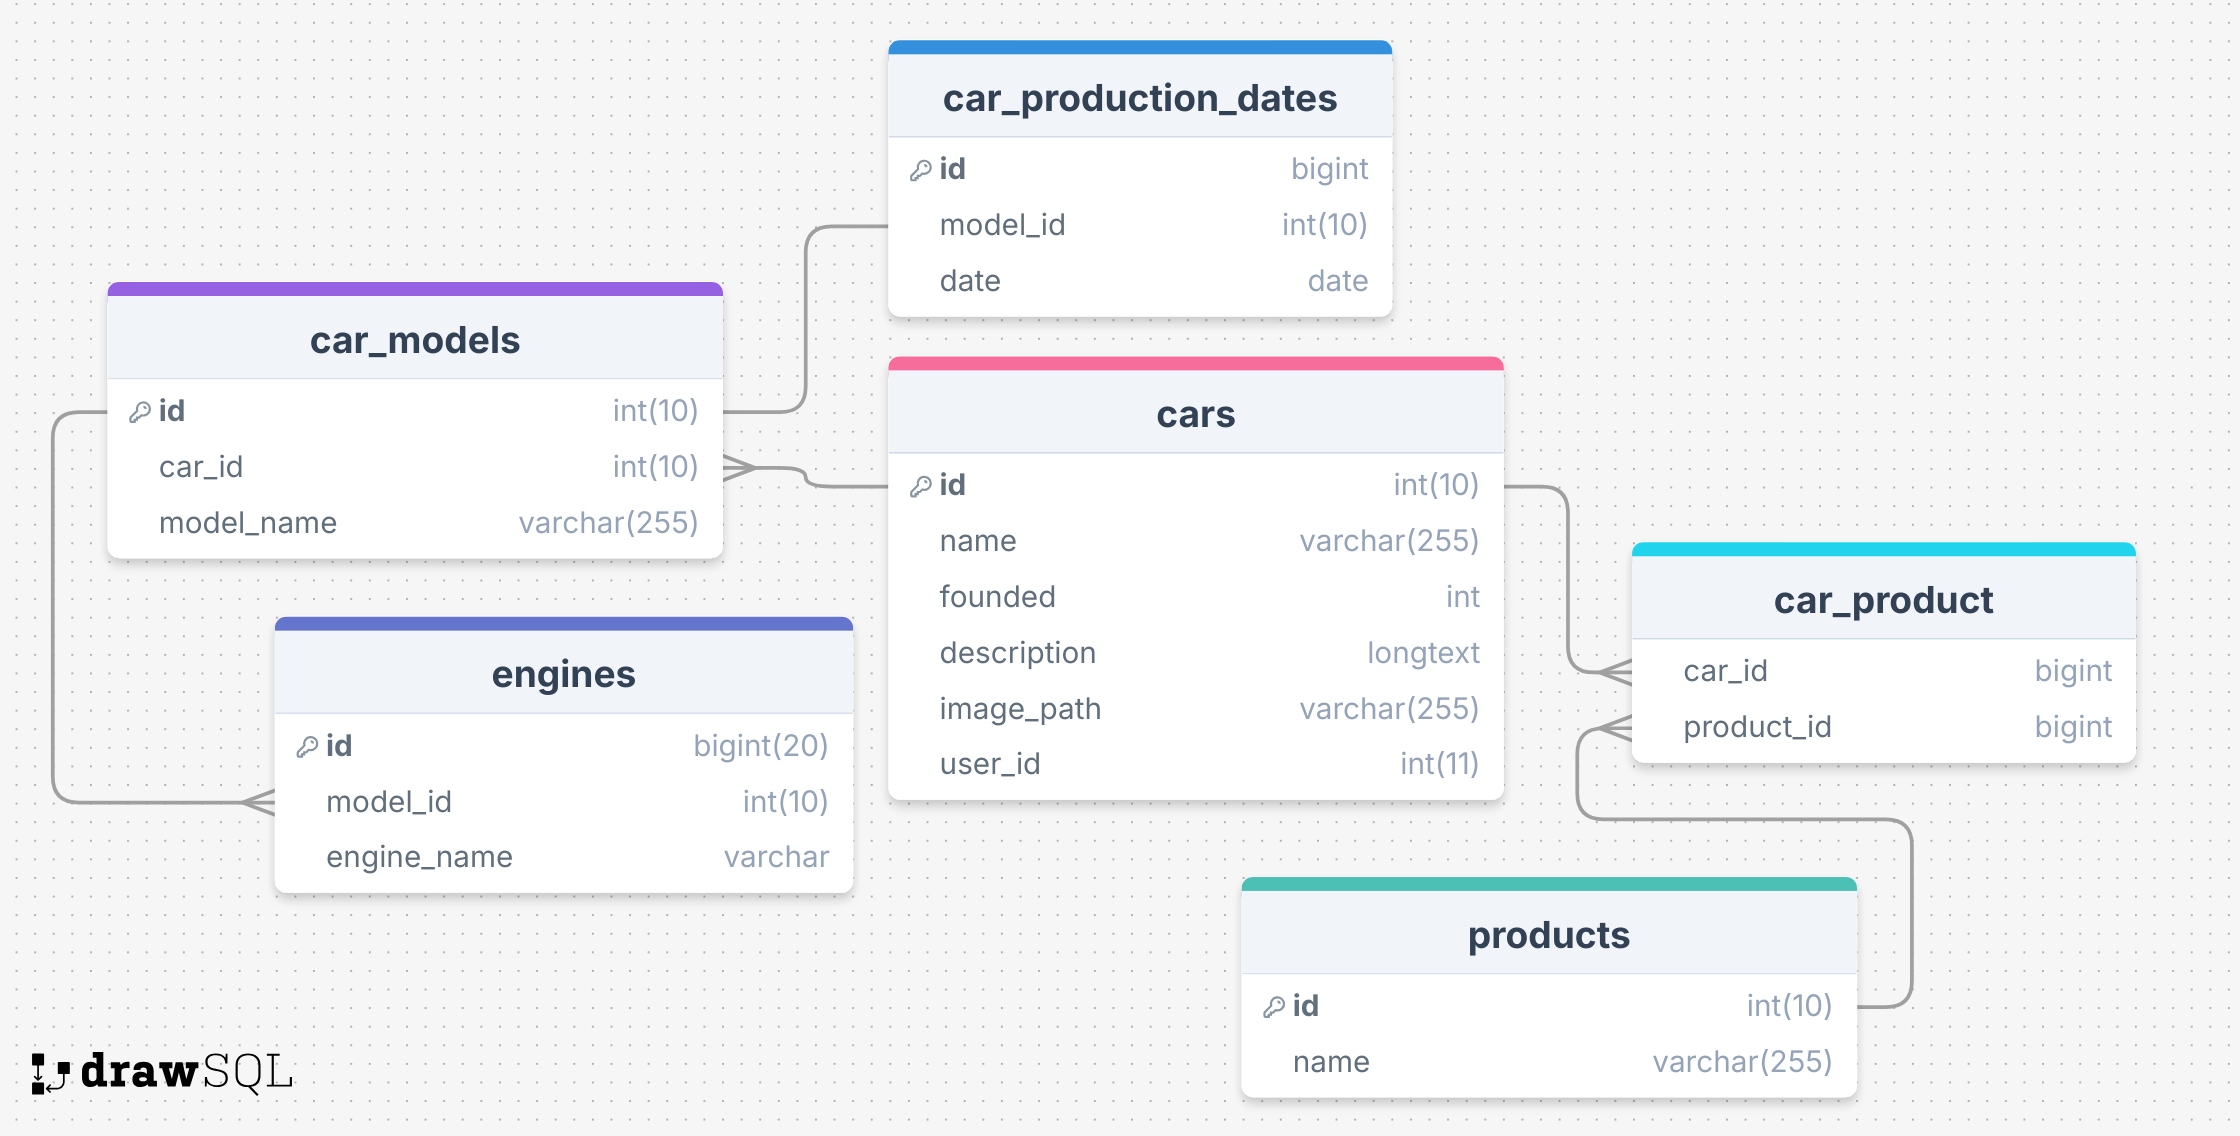 car_production_dates
id bigint
model_id int(10)
date date
car_models
id int(10)
car_id int(10)
model_name varchar(255)
cars
id int(10)
name varchar(255)
founded int
description longtext
image_path varchar(255)
user_id int(11)
car_product
car_id bigint
product_id bigint
engines
id bigint(20)
model_id int(10)
engine_name varchar
products
id int(10)
name varchar(255)
drawSQL